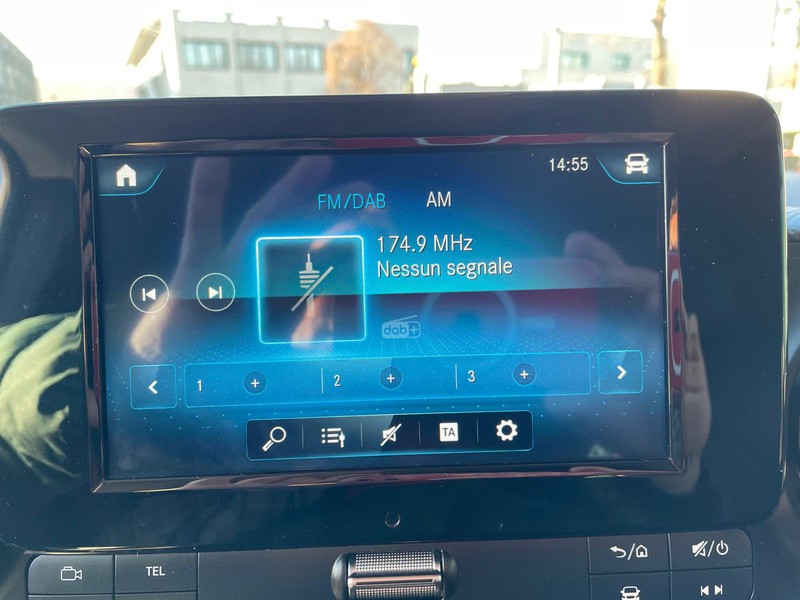 14:55
FM/DAB AM
174.9 MHz
Nessun segnale
dab+
1 + 2 + 3 +
TA
TEL